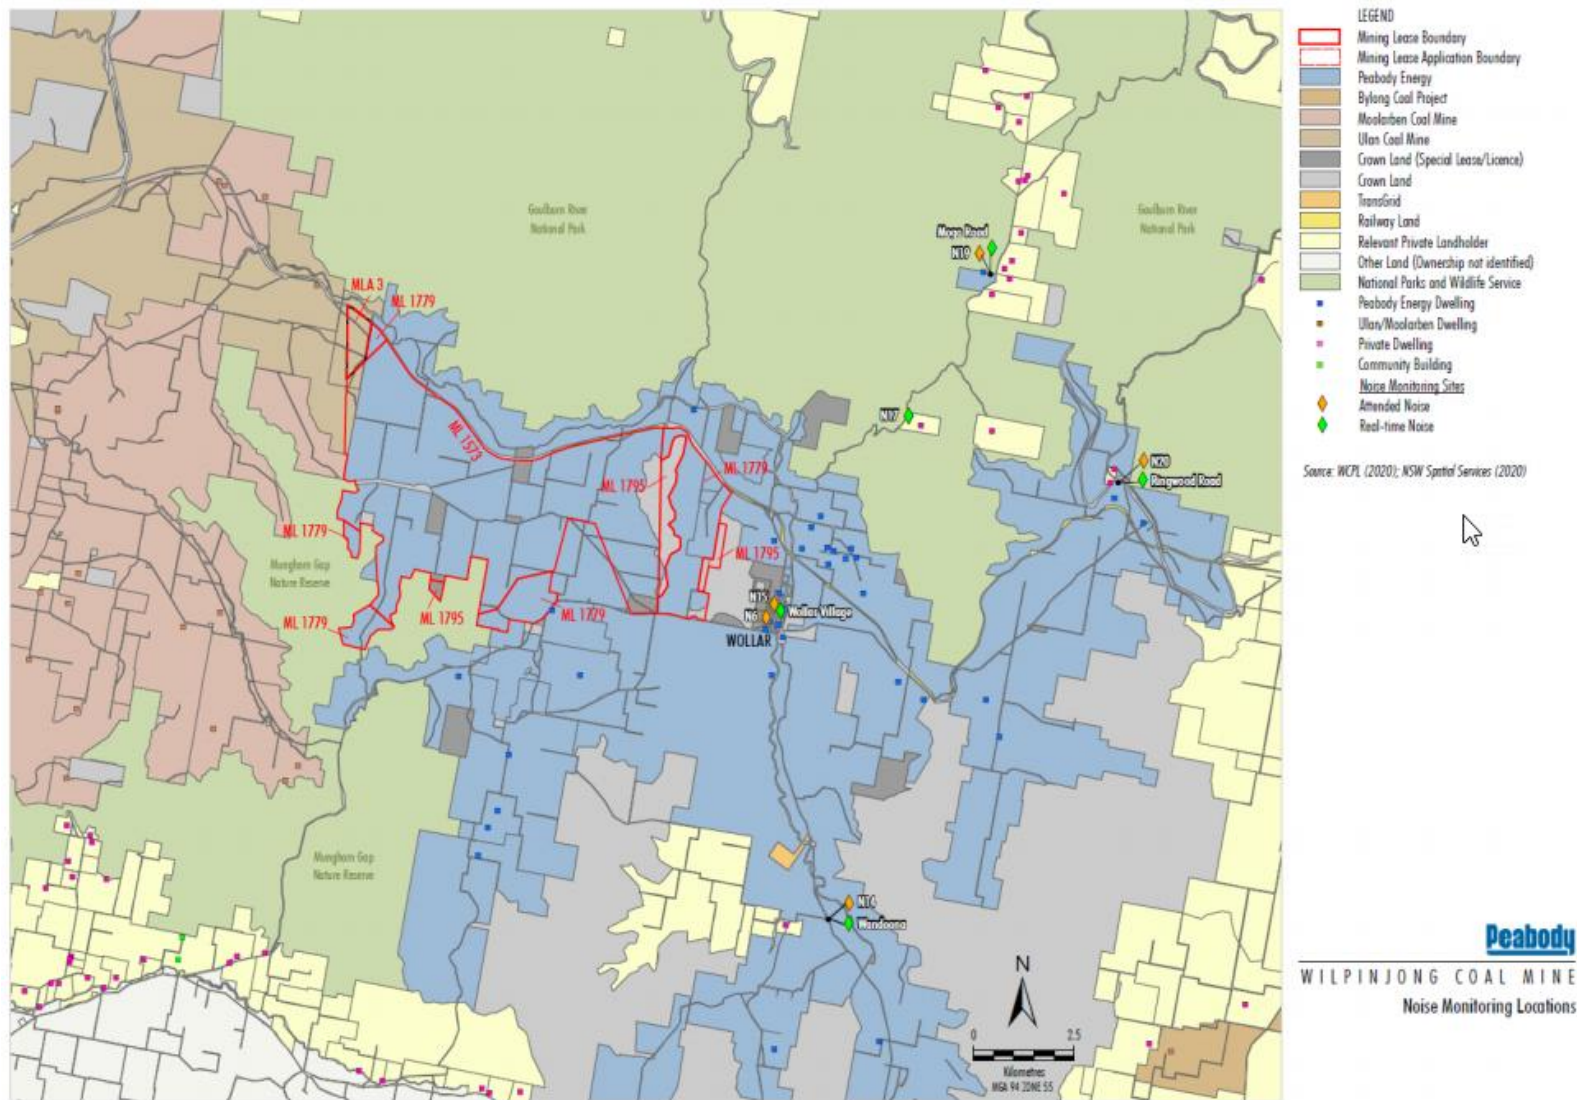 LEGEND
Mining Lease Boundary
Mining Lease Application Boundary
Peabody Energy
Bylong Coal Project
Moolarben Coal Mine
Ulan Coal Mine
Crown Land (Special Lease/Licence)
Crown Land
TransGrid
Railway Land
Relevant Private Landholder
Other Land (Ownership not identified)
National Parks and Wildlife Service
Peabody Energy Dwelling
Ulan/Moolarben Dwelling
Private Dwelling
Community Building
Noise Monitoring Sites
Attended Noise
Real-time Noise
Source: WCPL (2020); NSW Spatial Services (2020)
Goulburn River
National Park
Goulburn River
National Park
Mogo Road
N19
MLA 3
ML 1779
N17
ML 1573
ML 1779
ML 1795
N20
Ringwood Road
ML 1779
ML 1795
Munghorn Gap
Nature Reserve
N15
Wollar Village
N6
ML 1779
ML 1795
ML 1779
WOLLAR
Munghorn Gap
Nature Reserve
N14
Wandoona
N
0 2.5
Kilometres
MGA 94 ZONE 55
Peabody
WILPINJONG COAL MINE
Noise Monitoring Locations